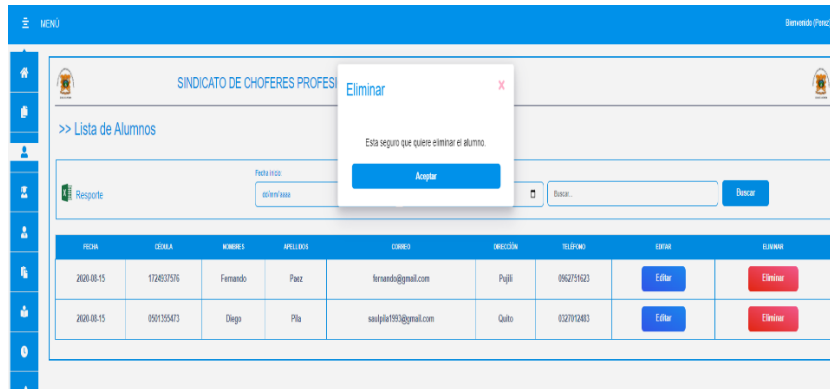 MENÚ
Bienvenido (Perez)
SINDICATO DE CHOFERES PROFESI
Eliminar
X
>> Lista de Alumnos
Esta seguro que quiere eliminar el alumno.
Aceptar
Fecha Inicio:
Resporte
dd/mm/aaaa
Buscar..
Buscar
FECHA CÉDULA NOMBRES APELLIDOS CORREO DIRECCIÓN TELÉFONO EDITAR ELIMINAR
2020-08-15 1724937576 Fernando Paez fernando@gmail.com Pujili 0962751623 Editar Eliminar
2020-08-15 0501355473 Diego Pila saulpila1993@gmail.com Quito 0327012483 Editar Eliminar